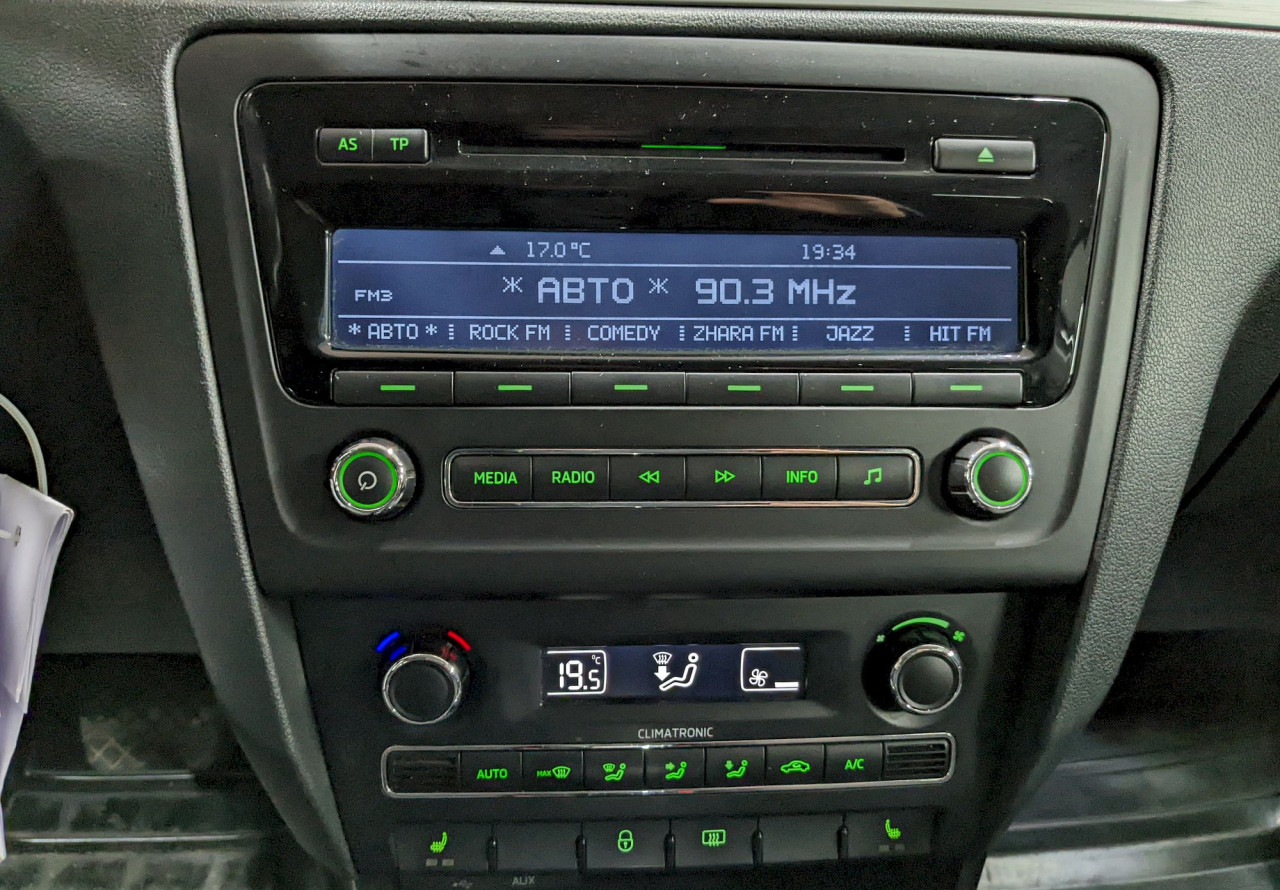 AS TP
17.0°C 19:34
FM3 * АВТО * 90.3 MHz
* АВТО * ROCK FM COMEDY ZHARA FM JAZZ HIT FM
MEDIA RADIO INFO
19.5 °C
CLIMATRONIC
AUTO MAX A/C
AUX